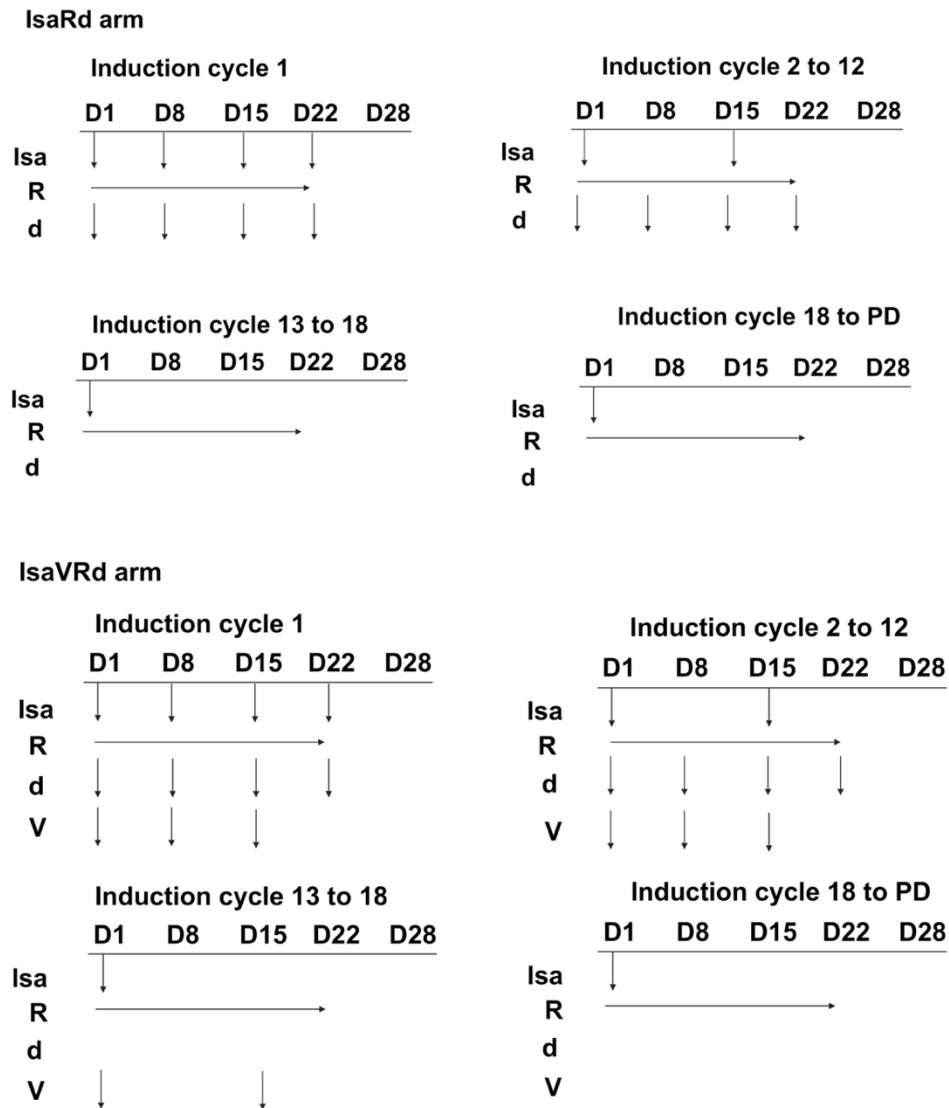 IsaRd arm
Induction cycle 1
D1 D8 D15 D22 D28
Isa
R
d
Induction cycle 2 to 12
D1 D8 D15 D22 D28
Isa
R
d
Induction cycle 13 to 18
D1 D8 D15 D22 D28
Isa
R
d
Induction cycle 18 to PD
D1 D8 D15 D22 D28
Isa
R
d
IsaVRd arm
Induction cycle 1
D1 D8 D15 D22 D28
Isa
R
d
V
Induction cycle 2 to 12
D1 D8 D15 D22 D28
Isa
R
d
V
Induction cycle 13 to 18
D1 D8 D15 D22 D28
Isa
R
d
V
Induction cycle 18 to PD
D1 D8 D15 D22 D28
Isa
R
d
V